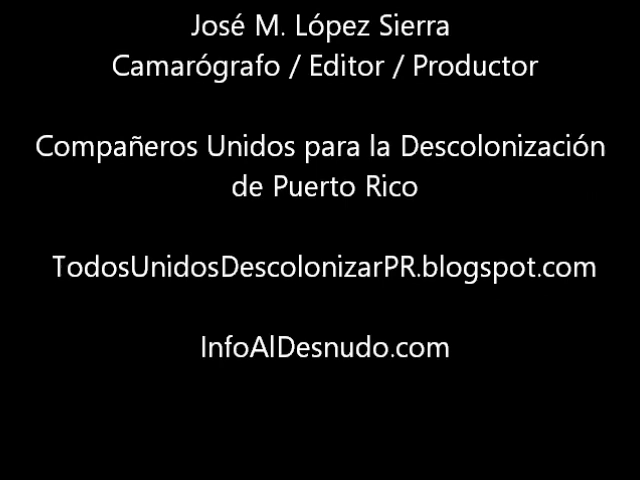 José M. López Sierra
Camarógrafo / Editor / Productor
Compañeros Unidos para la Descolonización
de Puerto Rico
TodosUnidosDescolonizarPR.blogspot.com
InfoAlDesnudo.com